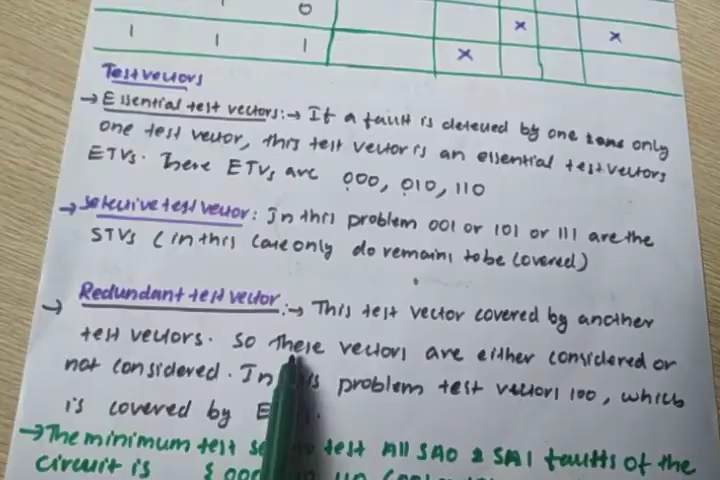 0
1 1 1 x x x
Test vectors
→ Essential test vectors:→ If a fault is detected by one only
one test vector, this test vector is an essential test vectors
ETVs. There ETVs are 000, 010, 110
→ Selective test vector: In this problem 001 or 101 or 111 are the
STVs (in this case only do remains to be covered)
→ Redundant test vector:→ This test vector covered by another
test vectors. So these vectors are either considered or
not considered. In problem test vectors 100, which
is covered by
→The minimum test to test All SA0 & SA1 faults of the
circuit is